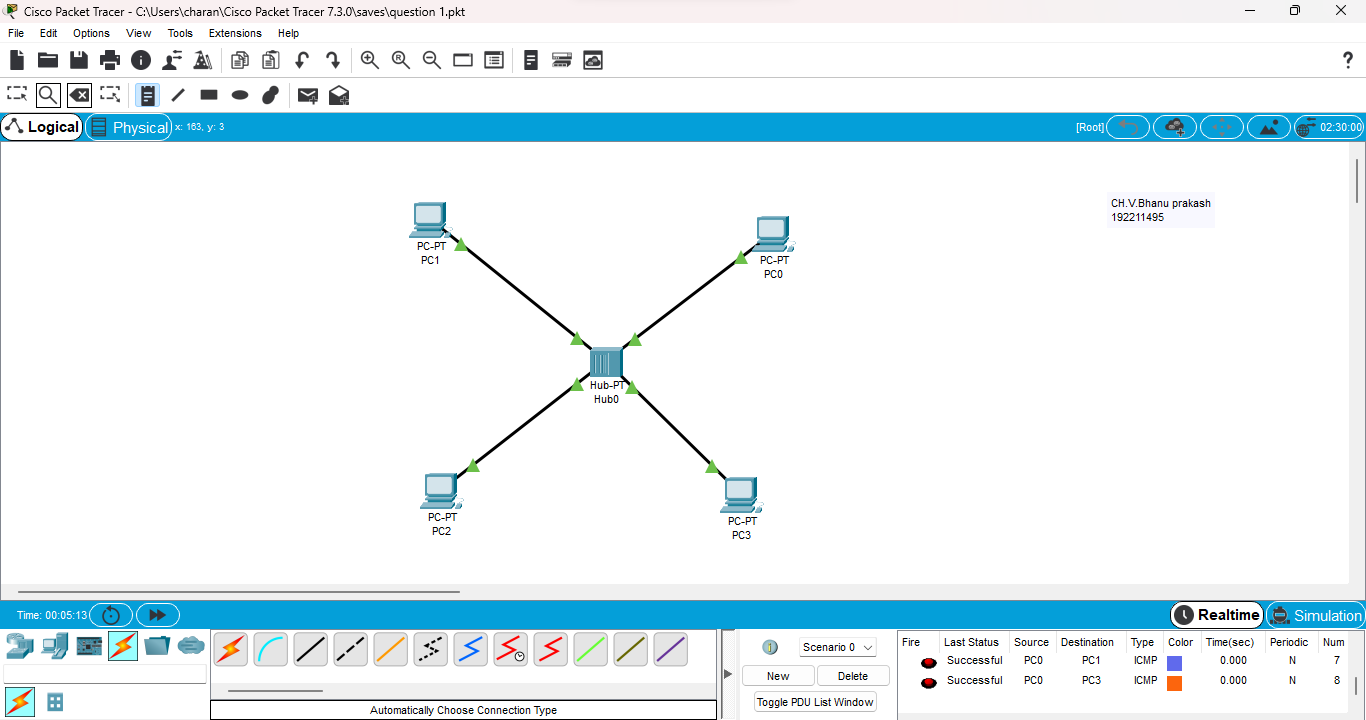 Cisco Packet Tracer - C:\Users\charan\Cisco Packet Tracer 7.3.0\saves\question 1.pkt
File Edit Options View Tools Extensions Help
Logical Physical x: 163, y: 3 [Root] 02:30:00
CH.V.Bhanu prakash
192211495
PC-PT
PC1
PC-PT
PC0
Hub-PT
Hub0
PC-PT
PC2
PC-PT
PC3
Time: 00:05:13 Realtime Simulation
Scenario 0
New Delete
Toggle PDU List Window
Automatically Choose Connection Type
Fire Last Status Source Destination Type Color Time(sec) Periodic Num
Successful PC0 PC1 ICMP 0.000 N 7
Successful PC0 PC3 ICMP 0.000 N 8